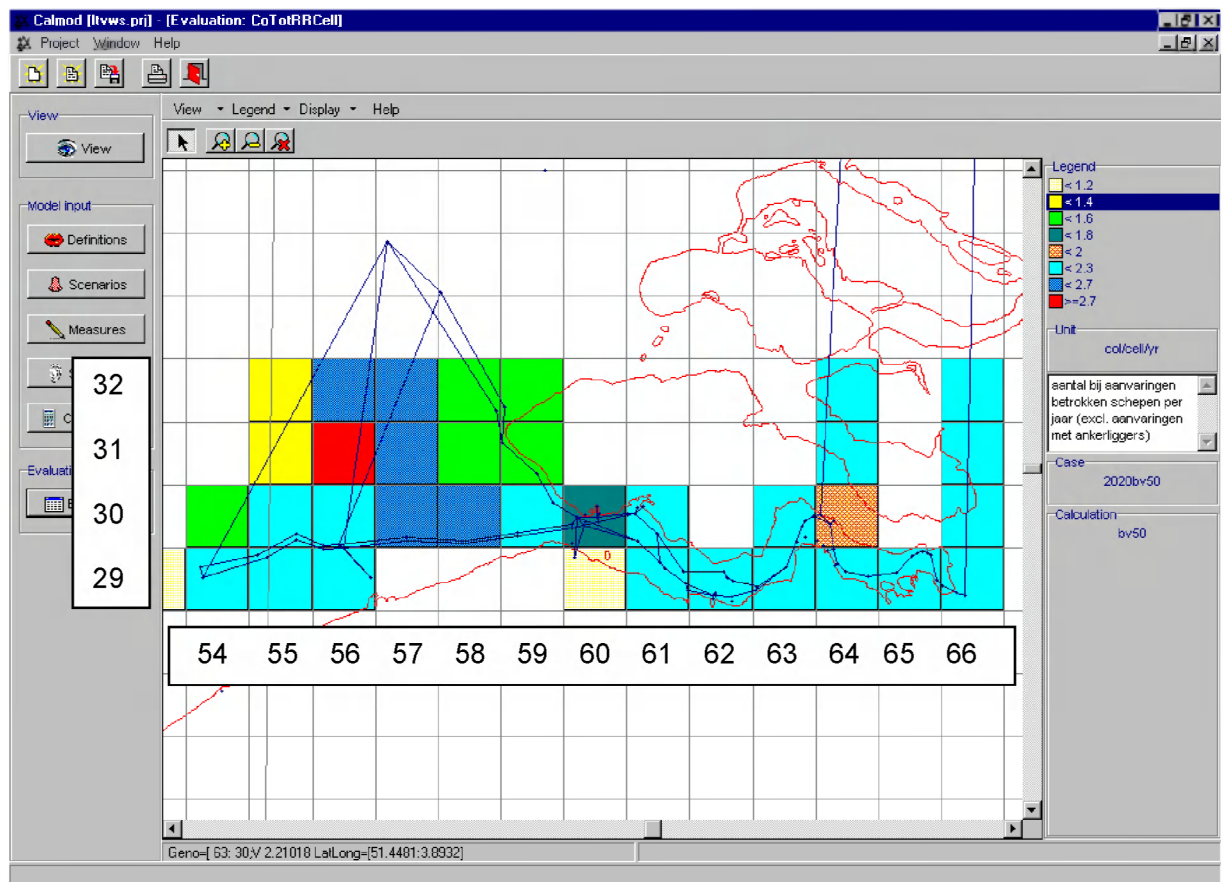 Calmod [ltvws.prj] - [Evaluation: CoTotRRCell]
Project Window Help
View
View
Model input
Definitions
Scenarios
Measures
Evaluati
View Legend Display Help
32
31
30
29
54 55 56 57 58 59 60 61 62 63 64 65 66
Legend
< 1.2
< 1.4
< 1.6
< 1.8
< 2
< 2.3
< 2.7
>=2.7
Unit
col/cell/yr
aantal bij aanvaringen
betrokken schepen per
jaar (excl. aanvaringen
met ankerliggers)
Case
2020bv50
Calculation
bv50
Geno=[ 63: 30;V 2.21018 LatLong=[51.4481:3.8932]